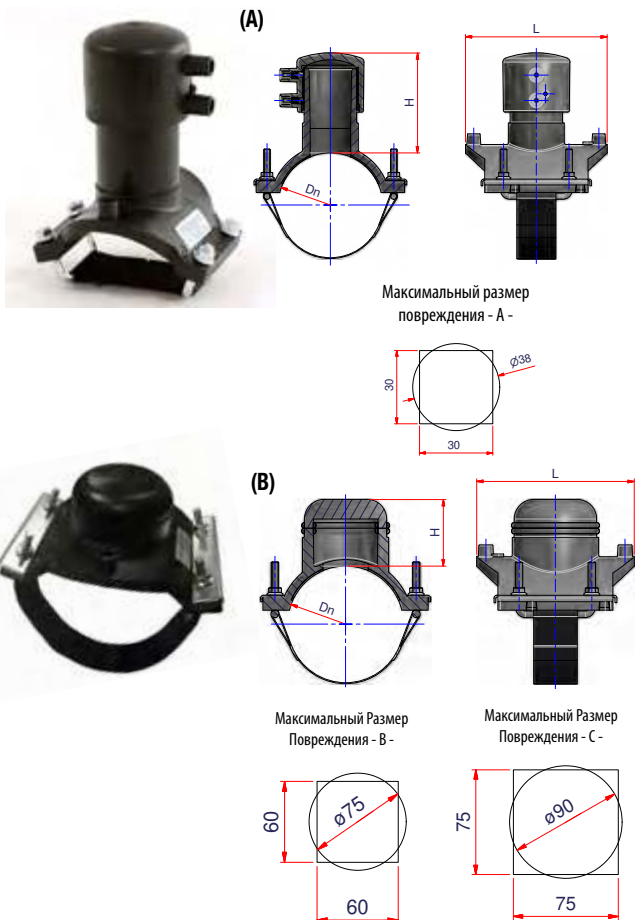 (A)
L
H
Dn
Максимальный размер
повреждения - А -
Ø38
30
30
(B)
L
H
Dn
Максимальный Размер
Повреждения - В -
Максимальный Размер
Повреждения - С -
ø75
60
60
ø90
75
75